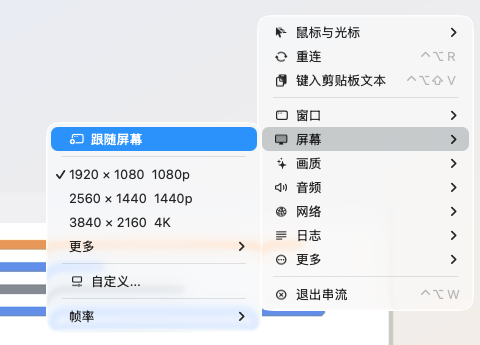 鼠标与光标
重连 ^⌥R
键入剪贴板文本 ^⌥⇧V
窗口
屏幕
画质
音频
网络
日志
更多
退出串流 ^⌥W
跟随屏幕
✓ 1920 × 1080 1080p
2560 × 1440 1440p
3840 × 2160 4K
更多
自定义...
帧率